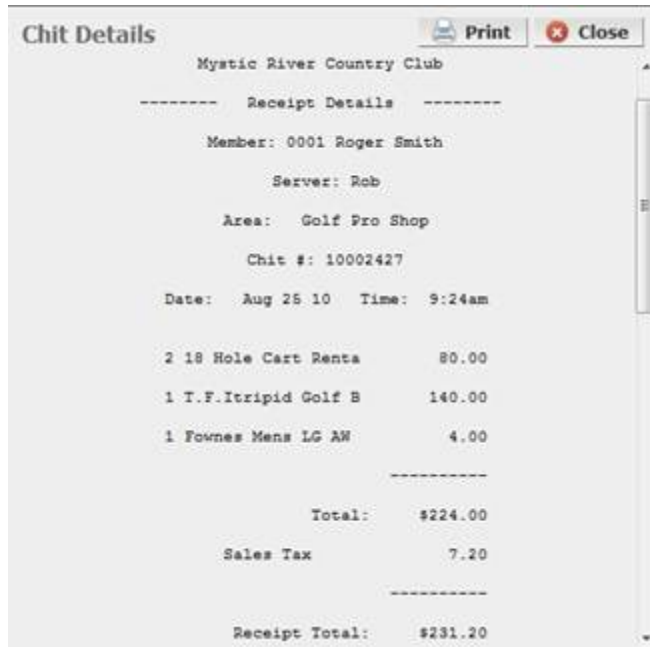 Chit Details
Print
Close
Mystic River Country Club
-------- Receipt Details --------
Member: 0001 Roger Smith
Server: Rob
Area: Golf Pro Shop
Chit #: 10002427
Date: Aug 25 10 Time: 9:24am
2 18 Hole Cart Renta 80.00
1 T.F.Itripid Golf B 140.00
1 Fownes Mens LG AW 4.00
----------
Total: $224.00
Sales Tax 7.20
----------
Receipt Total: $231.20